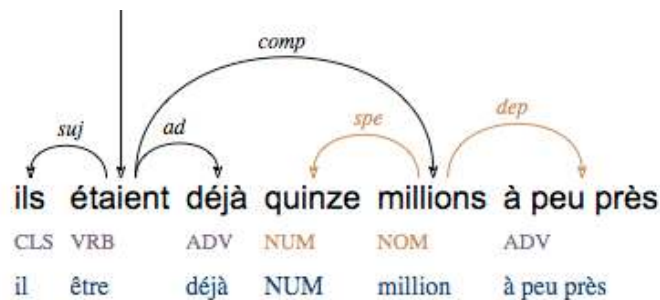 comp
suj ad spe dep
ils étaient déjà quinze millions à peu près
CLS VRB ADV NUM NOM ADV
il être déjà NUM million à peu près